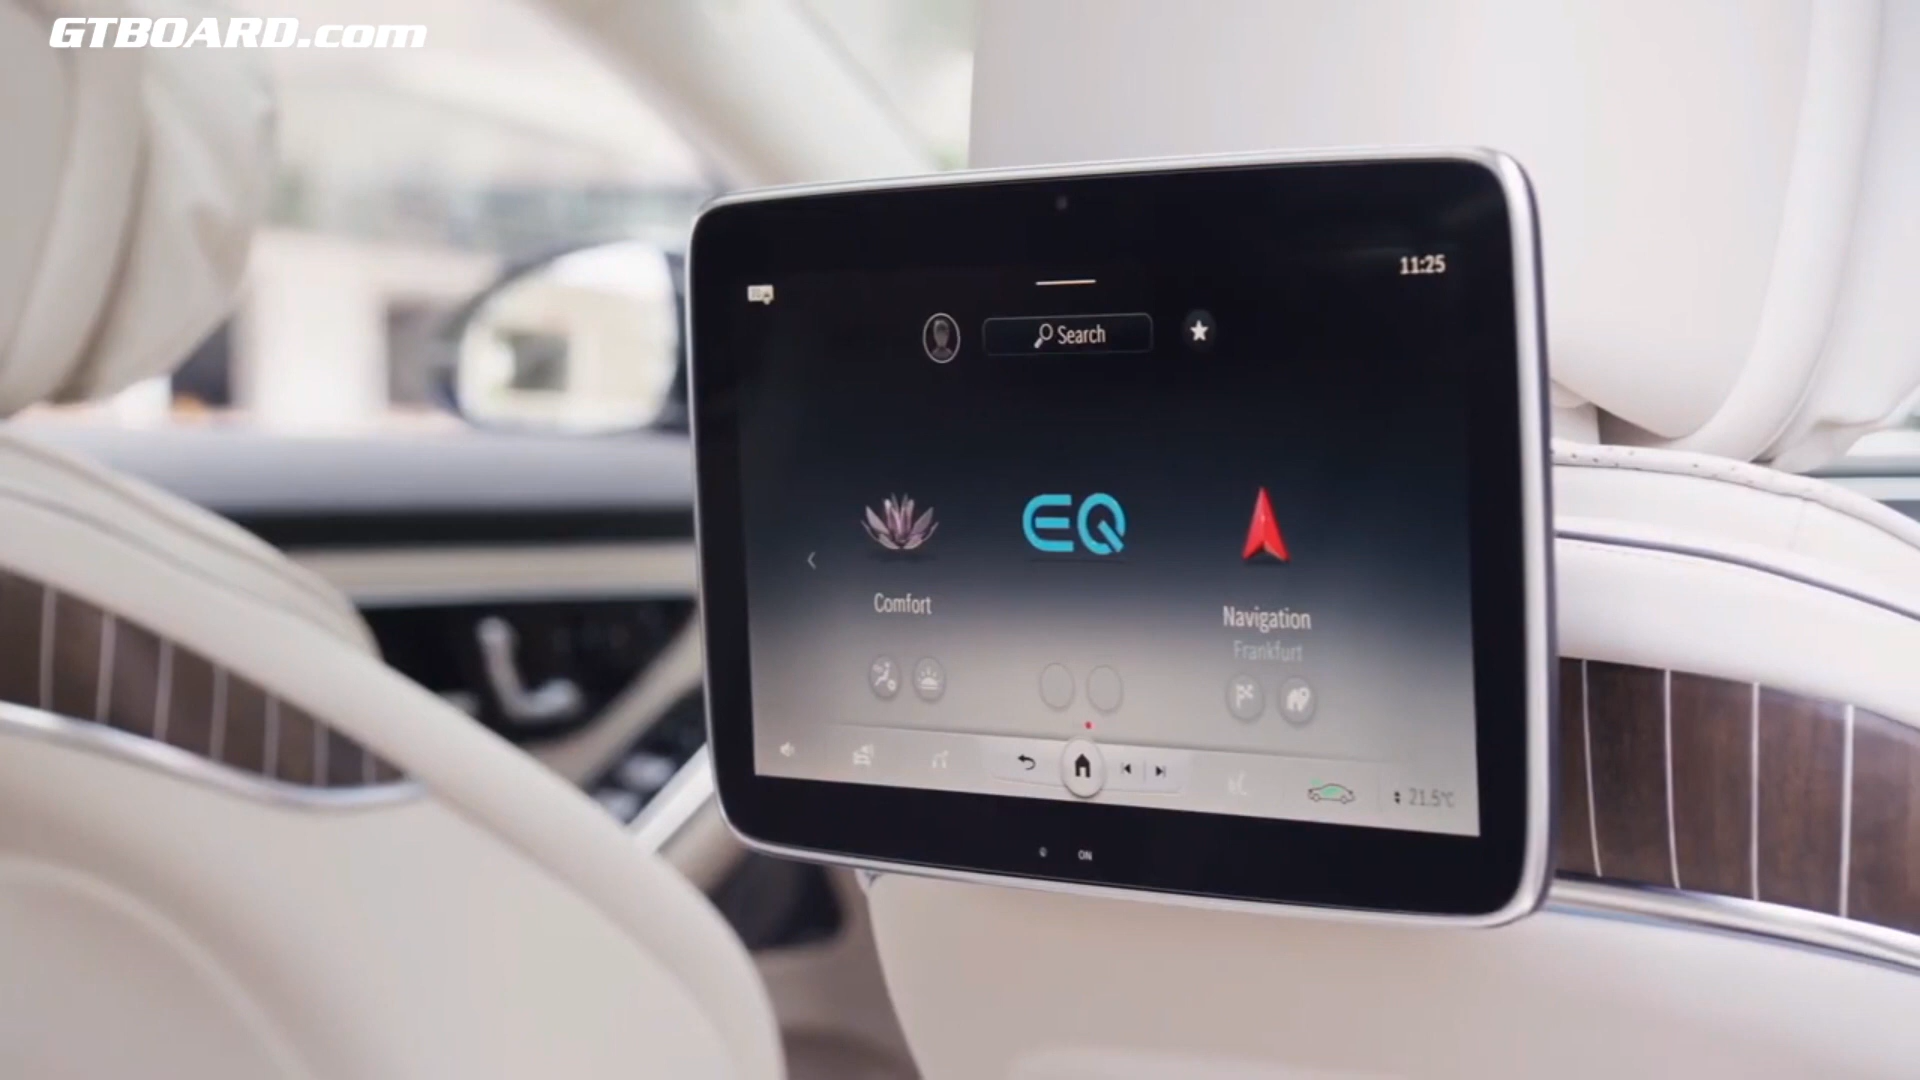 GTBOARD.com
11:25
Search
EQ
Comfort
Navigation
Frankfurt
21.5°C
ON